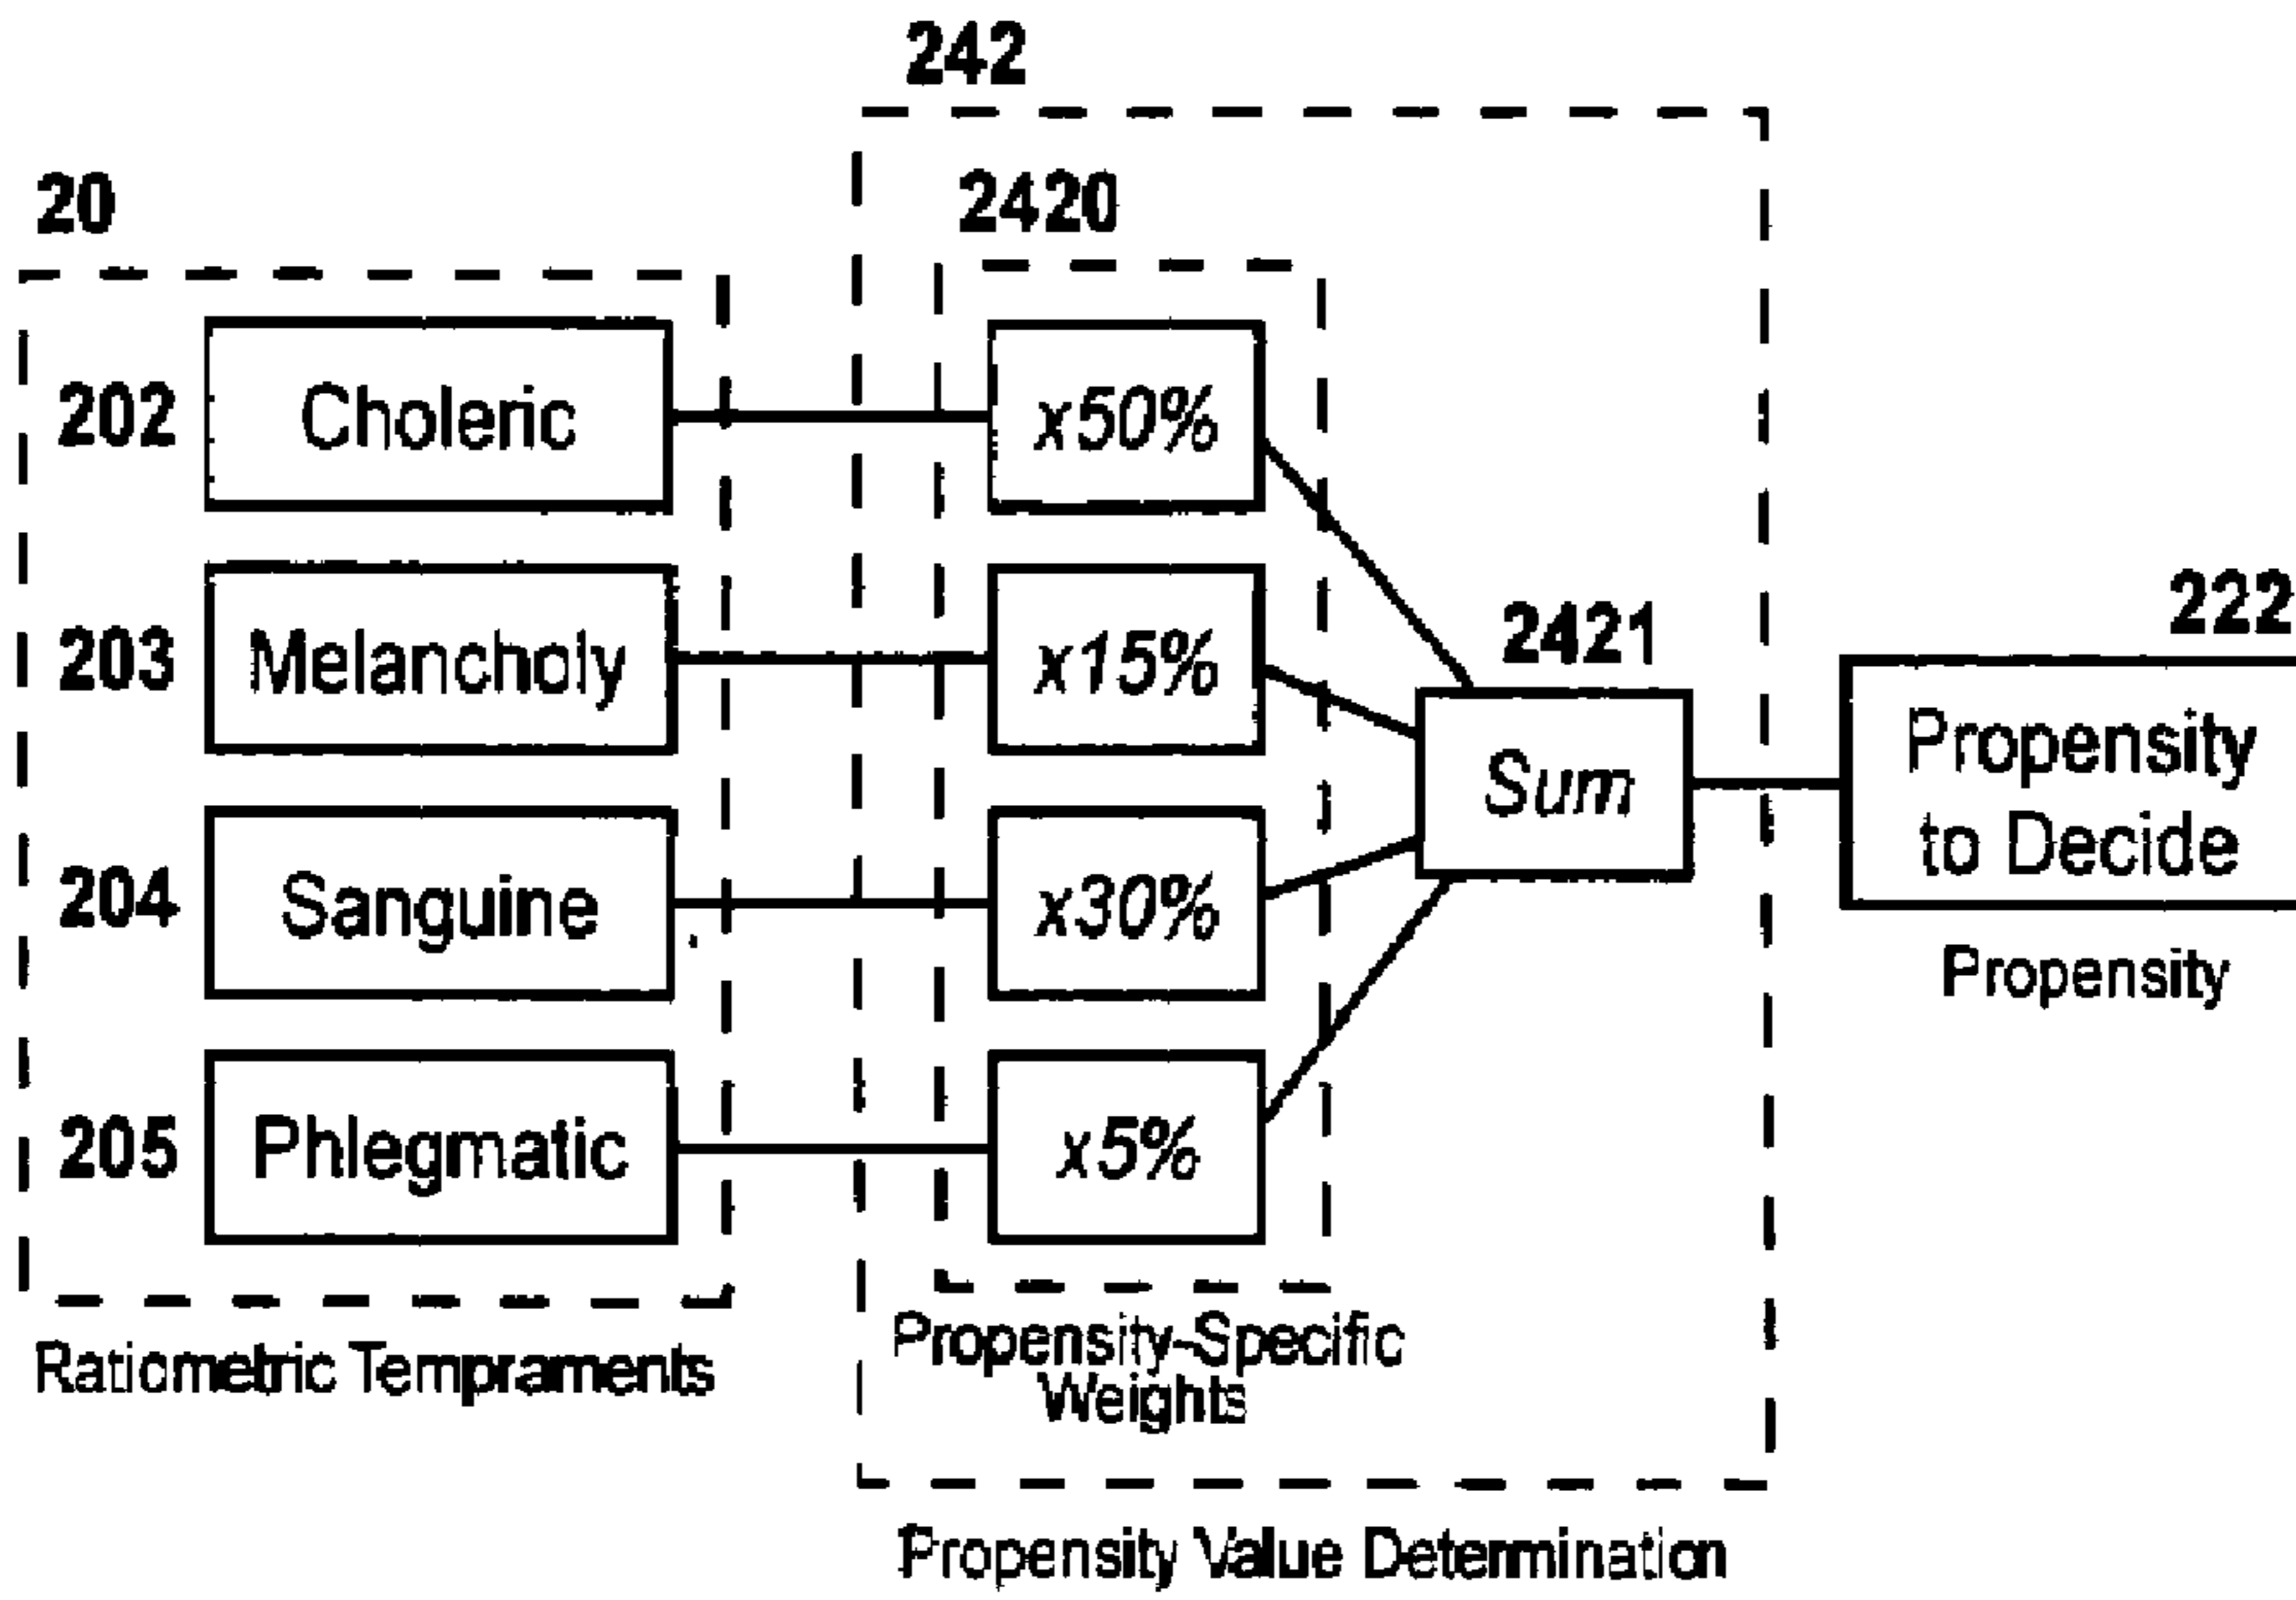 242
20
2420
202
Choleric
x50%
203
Melancholy
x15%
2421
222
Sum
Propensity
to Decide
204
Sanguine
x30%
Propensity
205
Phlegmatic
x5%
Ratiometric Tempraments
Propensity-Specific
Weights
Propensity Value Determination